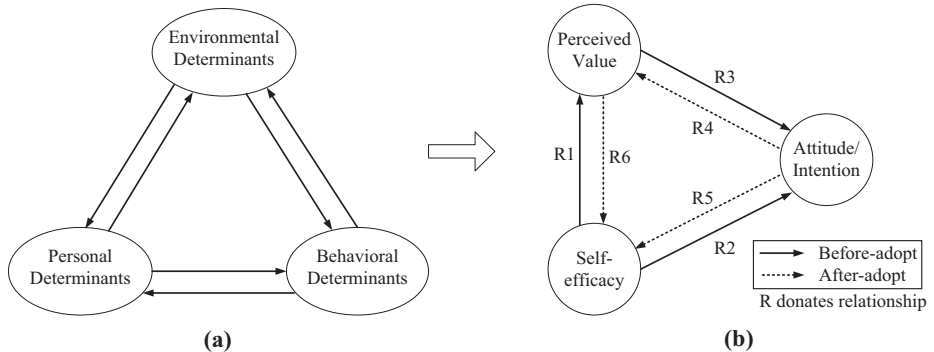 Environmental
Determinants
Personal
Determinants
Behavioral
Determinants
(a)
Perceived
Value
R3
R4
Attitude/
Intention
R1
R6
R5
R2
Self-
efficacy
Before-adopt
After-adopt
R donates relationship
(b)